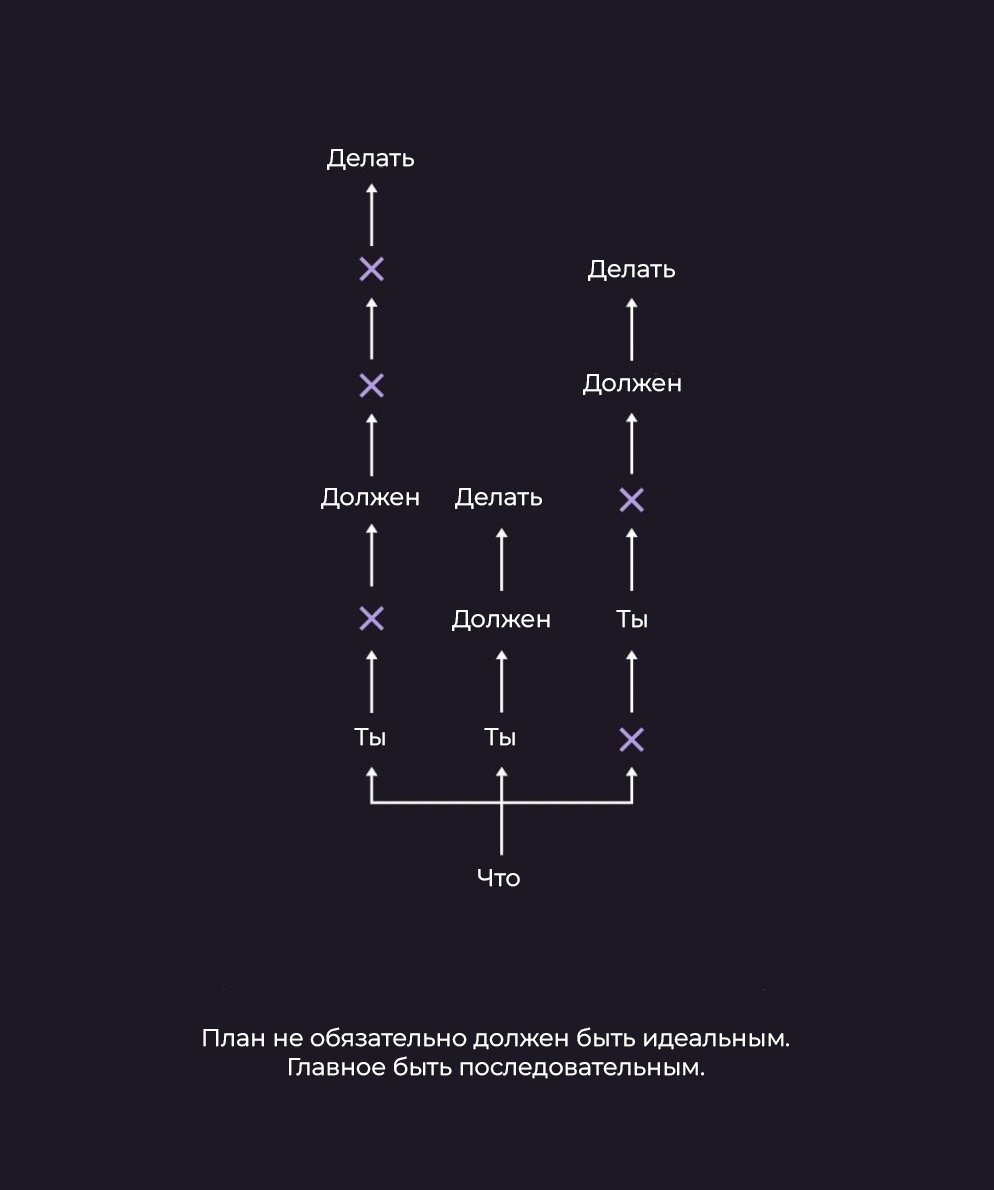 Делать
Делать
Должен
Должен Делать
Должен Ты
Ты Ты
Что
План не обязательно должен быть идеальным.
Главное быть последовательным.